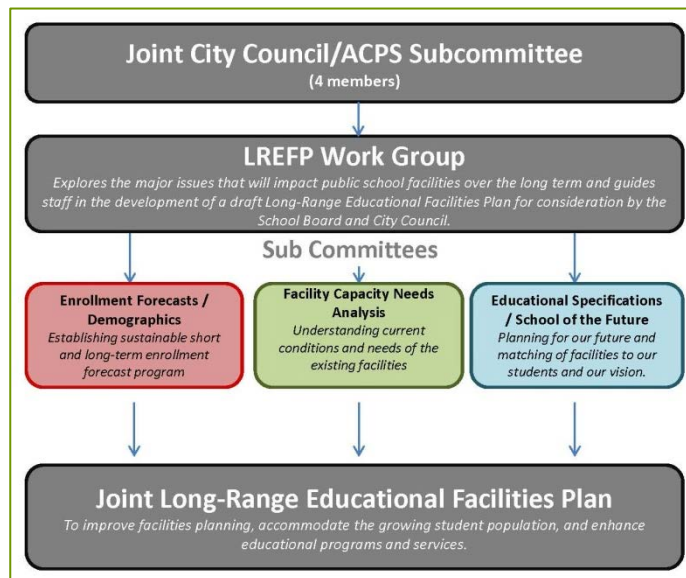 Joint City Council/ACPS Subcommittee
(4 members)
LREFP Work Group
Explores the major issues that will impact public school facilities over the long term and guides
staff in the development of a draft Long-Range Educational Facilities Plan for consideration by the
School Board and City Council.
Sub Committees
Enrollment Forecasts /
Demographics
Establishing sustainable short
and long-term enrollment
forecast program
Facility Capacity Needs
Analysis
Understanding current
conditions and needs of the
existing facilities
Educational Specifications
/ School of the Future
Planning for our future and
matching of facilities to our
students and our vision.
Joint Long-Range Educational Facilities Plan
To improve facilities planning, accommodate the growing student population, and enhance
educational programs and services.